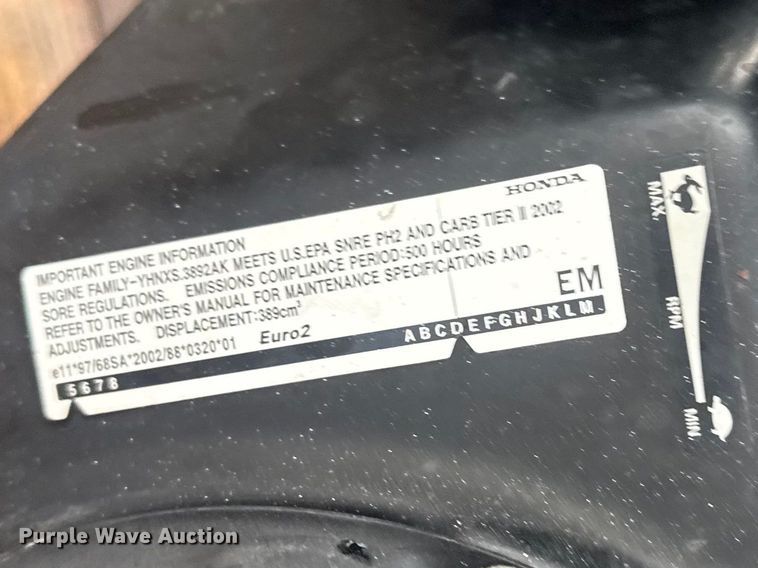 HONDA
IMPORTANT ENGINE INFORMATION
ENGINE FAMILY-YHNXS.3892AK MEETS U.S.EPA SNRE PH2 AND CARB TIER II 2002
SORE REGULATIONS. EMISSIONS COMPLIANCE PERIOD:500 HOURS
REFER TO THE OWNER'S MANUAL FOR MAINTENANCE SPECIFICATIONS AND
ADJUSTMENTS. DISPLACEMENT:389cm³
EM
e11*97/68SA*2002/88*0320*01 Euro2
5678 ABCDEFGHJKLM
MAX.
RPM
MIN.
Purple Wave Auction